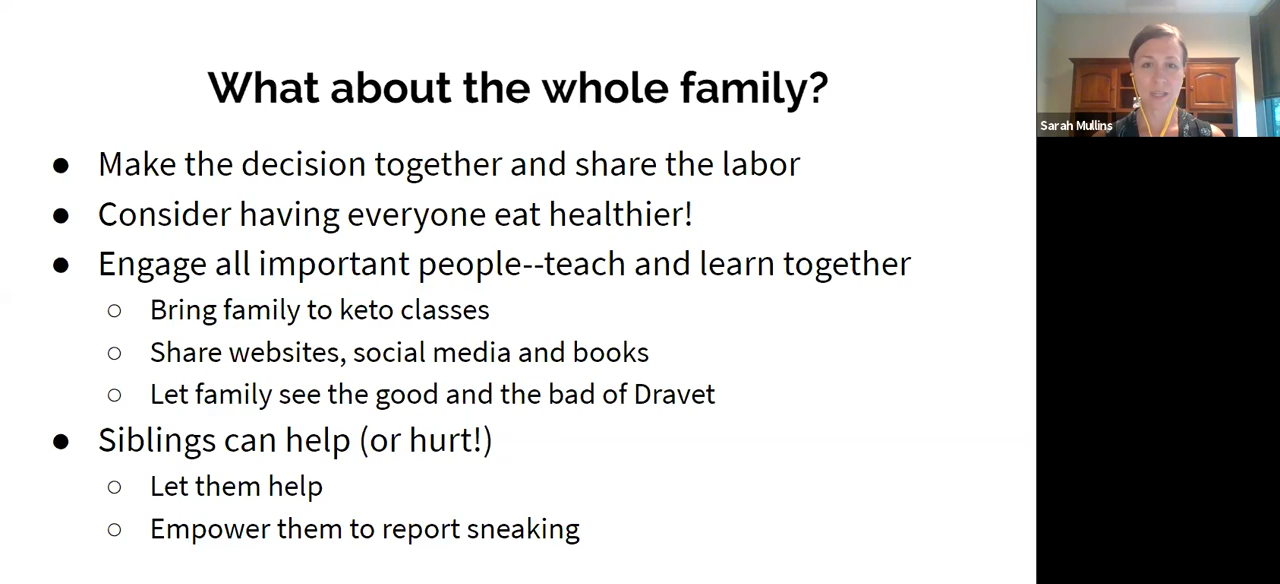 What about the whole family?
● Make the decision together and share the labor
● Consider having everyone eat healthier!
● Engage all important people--teach and learn together
○ Bring family to keto classes
○ Share websites, social media and books
○ Let family see the good and the bad of Dravet
● Siblings can help (or hurt!)
○ Let them help
○ Empower them to report sneaking
Sarah Mullins